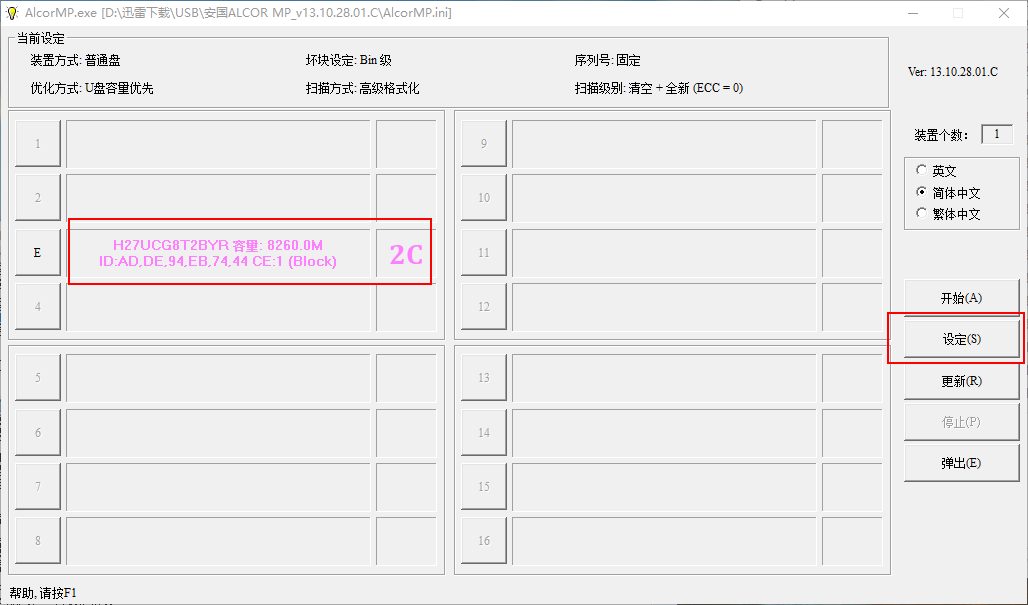 AlcorMP.exe [D:\迅雷下载\USB\安国ALCOR MP_v13.10.28.01.C\AlcorMP.ini]
当前设定
装置方式: 普通盘
坏块设定: Bin 级
序列号: 固定
优化方式: U盘容量优先
扫描方式: 高级格式化
扫描级别: 清空 + 全新 (ECC = 0)
Ver: 13.10.28.01.C
装置个数: 1
英文
简体中文
繁体中文
1
2
E
H27UCG8T2BYR 容量: 8260.0M
ID:AD,DE,94,EB,74,44 CE:1 (Block)
2C
4
9
10
11
12
5
6
7
8
13
14
15
16
开始(A)
设定(S)
更新(R)
停止(P)
弹出(E)
帮助, 请按F1